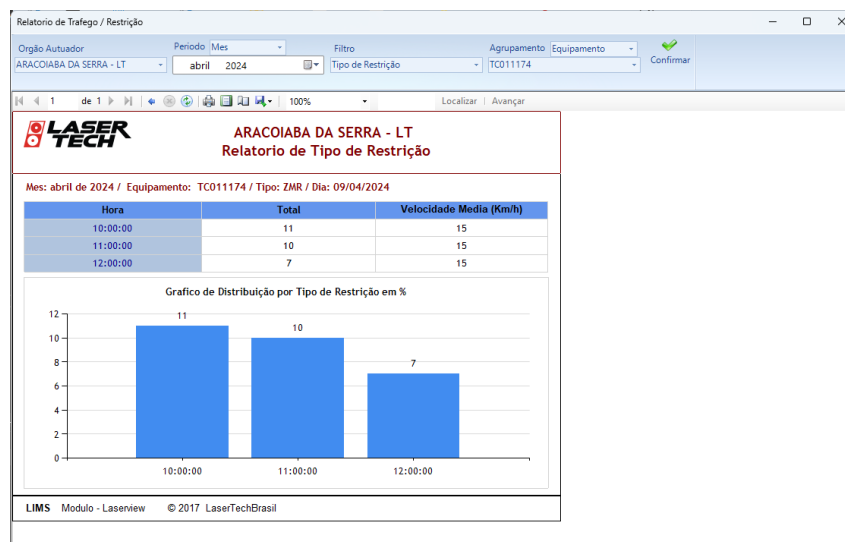 Relatorio de Trafego / Restrição
Orgão Autuador Periodo Mes Filtro Agrupamento Equipamento
ARACOIABA DA SERRA - LT abril 2024 Tipo de Restrição TC011174 Confirmar
1 de 1 100% Localizar | Avançar
LASER TECH
ARACOIABA DA SERRA - LT
Relatorio de Tipo de Restrição
Mes: abril de 2024 / Equipamento: TC011174 / Tipo: ZMR / Dia: 09/04/2024
Hora Total Velocidade Media (Km/h)
10:00:00 11 15
11:00:00 10 15
12:00:00 7 15
Grafico de Distribuição por Tipo de Restrição em %
12
11
10
10
8
7
6
4
2
0
10:00:00 11:00:00 12:00:00
LIMS Modulo - Laserview © 2017 LaserTechBrasil